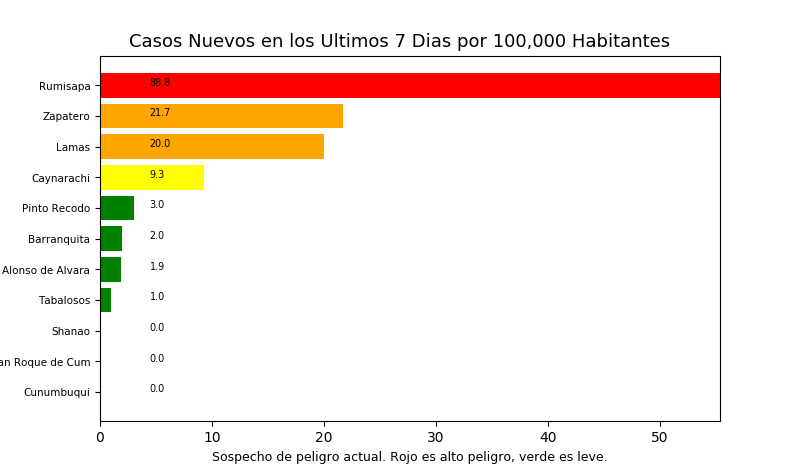 Casos Nuevos en los Ultimos 7 Dias por 100,000 Habitantes
Rumisapa 88.8
Zapatero 21.7
Lamas 20.0
Caynarachi 9.3
Pinto Recodo 3.0
Barranquita 2.0
Alonso de Alvara 1.9
Tabalosos 1.0
Shanao 0.0
an Roque de Cum 0.0
Cunumbuqui 0.0
0 10 20 30 40 50
Sospecho de peligro actual. Rojo es alto peligro, verde es leve.